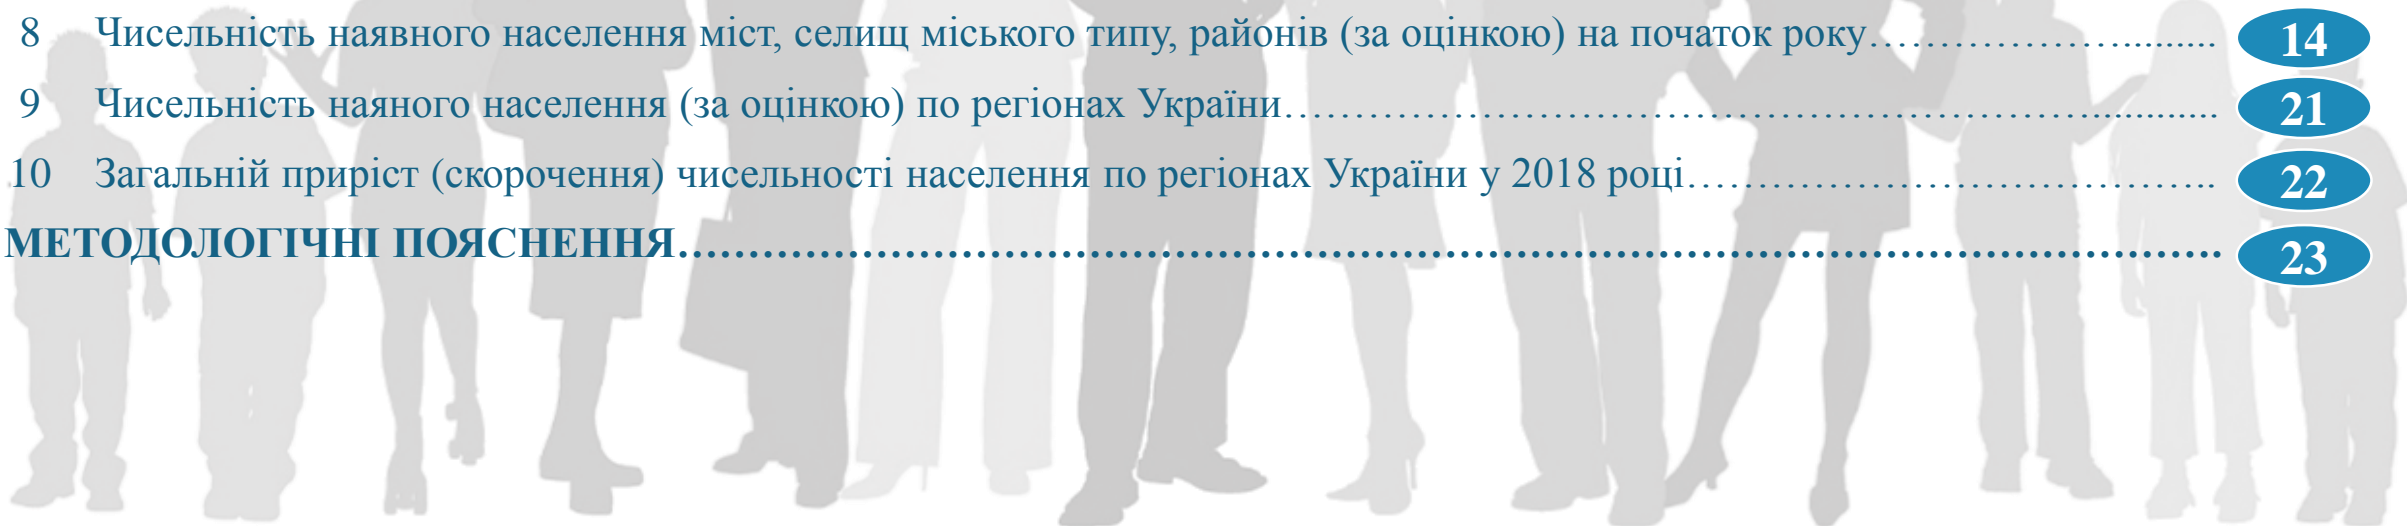 8 Чисельність наявного населення міст, селищ міського типу, районів (за оцінкою) на початок року…………………......... 14
9 Чисельність наяного населення (за оцінкою) по регіонах України…………………………………………………............ 21
10 Загальній приріст (скорочення) чисельності населення по регіонах України у 2018 році……………………………….. 22
МЕТОДОЛОГІЧНІ ПОЯСНЕННЯ…………………………………………………………………………………………… 23